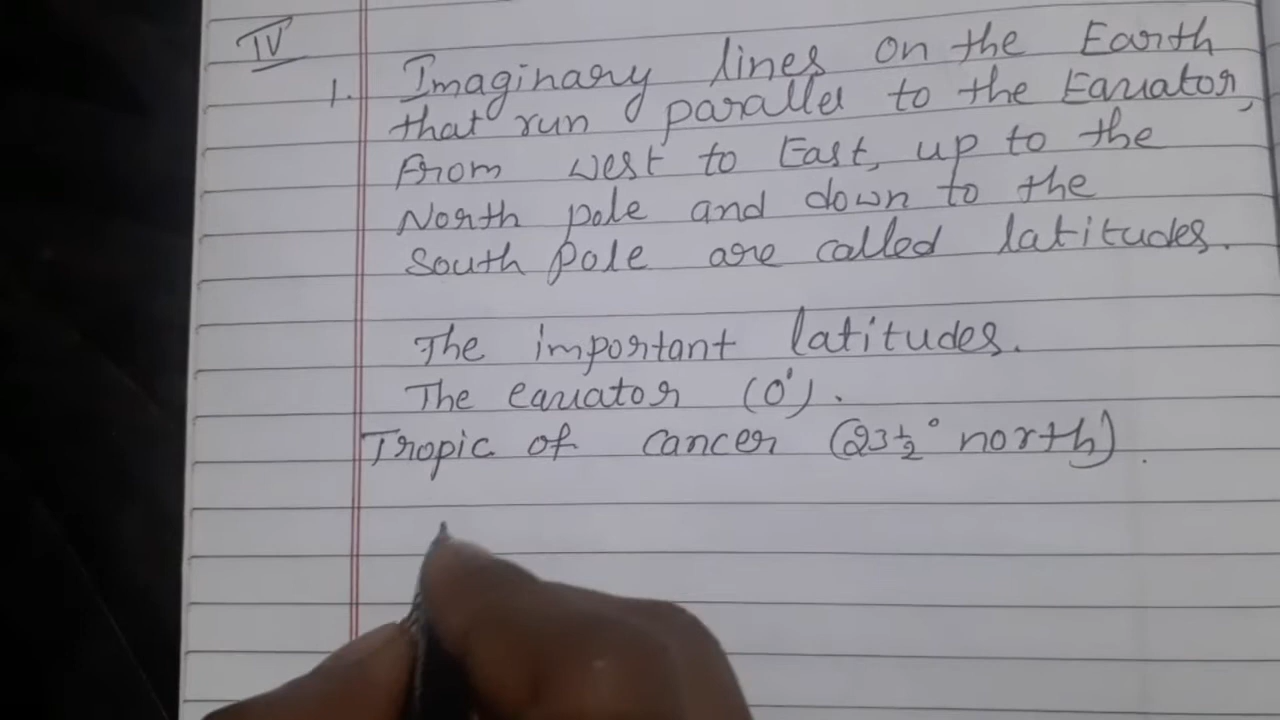 IV
1. Imaginary lines on the Earth
that run parallel to the Equator,
From west to East, up to the
North pole and down to the
South Pole are called latitudes.
The important latitudes.
The equator (0°).
Tropic of cancer (23½° north).